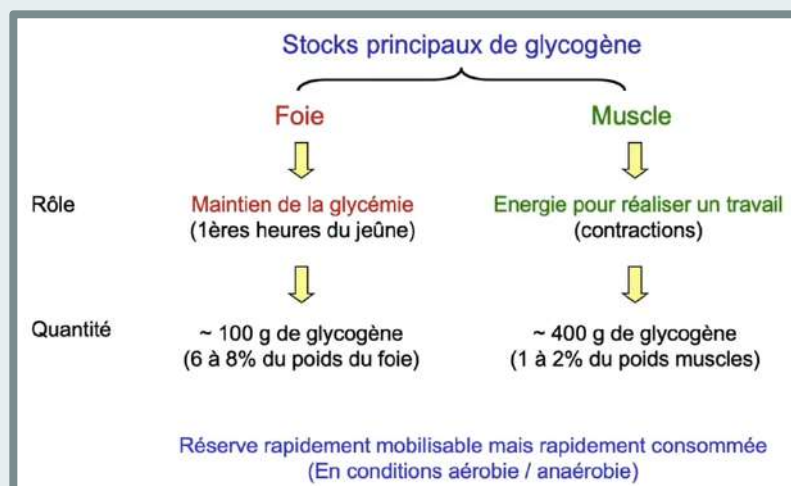 Stocks principaux de glycogène
Foie
Muscle
Rôle
Maintien de la glycémie
(1ères heures du jeûne)
Energie pour réaliser un travail
(contractions)
Quantité
~ 100 g de glycogène
(6 à 8% du poids du foie)
~ 400 g de glycogène
(1 à 2% du poids muscles)
Réserve rapidement mobilisable mais rapidement consommée
(En conditions aérobie / anaérobie)